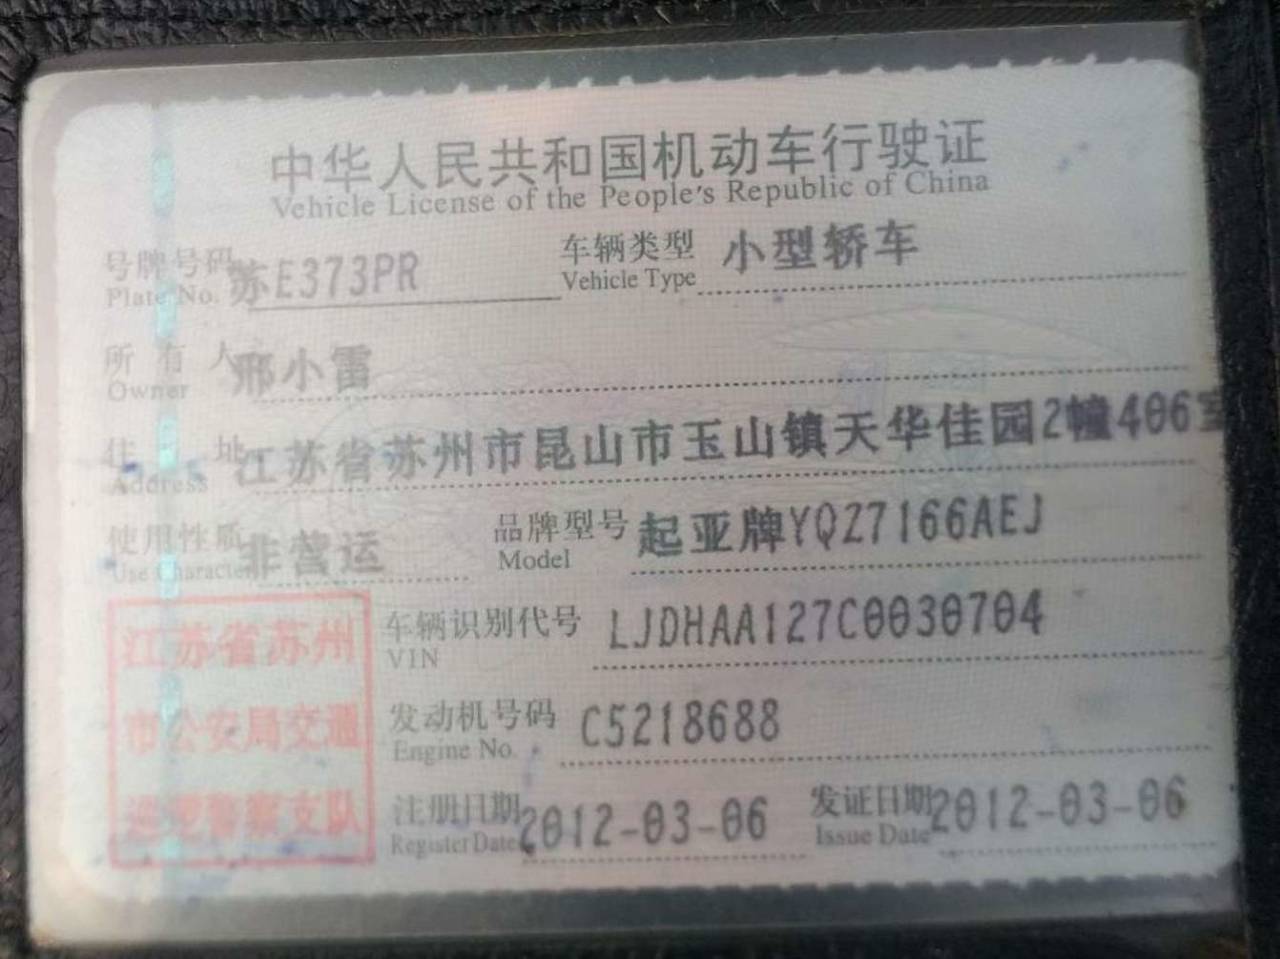 中华人民共和国机动车行驶证
Vehicle License of the People's Republic of China
号牌号码 苏E373PR 车辆类型 小型轿车
Plate No. Vehicle Type
所有人 邢小雷
Owner
住址 江苏省苏州市昆山市玉山镇天华佳园2幢406室
Address
使用性质 非营运 品牌型号 起亚牌YQZ7166AEJ
Use Character Model
车辆识别代号 LJDHAA127C0030704
VIN
发动机号码 C5218688
Engine No.
注册日期 2012-03-06 发证日期 2012-03-06
Register Date Issue Date
江苏省苏州
市公安局交通
巡逻警察支队